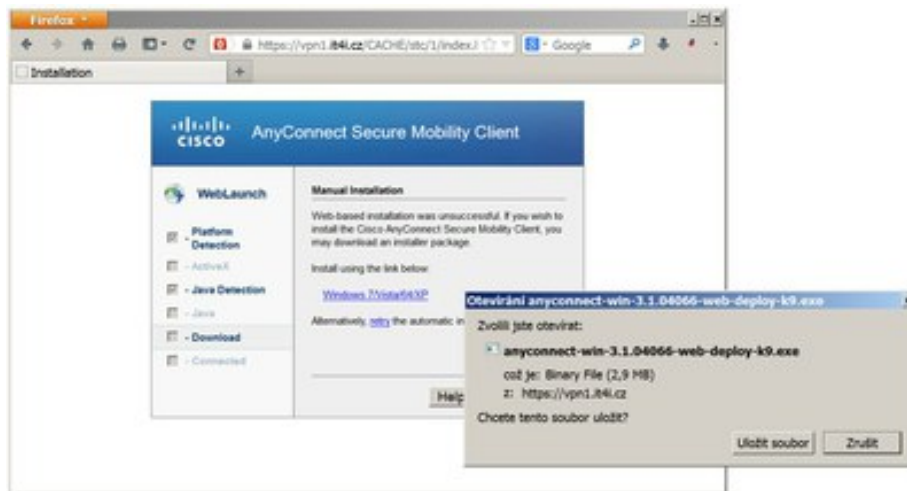 Firefox
https://vpn1.it4i.cz/CACHE/stc/1/index.
Google
Installation
CISCO
AnyConnect Secure Mobility Client
WebLaunch
- Platform
Detection
- ActiveX
- Java Detection
- Java
- Download
- Connected
Manual Installation
Web-based installation was unsuccessful. If you wish to
install the Cisco AnyConnect Secure Mobility Client, you
may download an installer package.
Install using the link below:
Windows 7/Vista/64/XP
Alternatively, retry the automatic in
Help
Otevírání anyconnect-win-3.1.04066-web-deploy-k9.exe
Zvolili jste otevírat:
anyconnect-win-3.1.04066-web-deploy-k9.exe
což je: Binary File (2,9 MB)
z: https://vpn1.it4i.cz
Chcete tento soubor uložit?
Uložit soubor
Zrušit